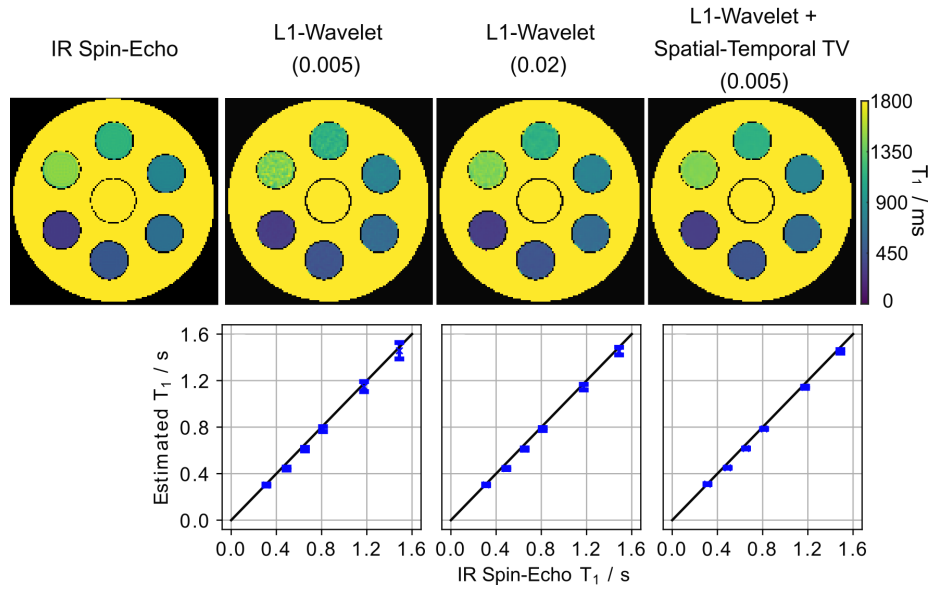 IR Spin-Echo
L1-Wavelet
(0.005)
L1-Wavelet
(0.02)
L1-Wavelet +
Spatial-Temporal TV
(0.005)
1800
1350
900
450
0
T₁ / ms
1.6
1.2
0.8
0.4
0.0
Estimated T₁ / s
0.0 0.4 0.8 1.2 1.6
0.0 0.4 0.8 1.2 1.6
0.0 0.4 0.8 1.2 1.6
IR Spin-Echo T₁ / s